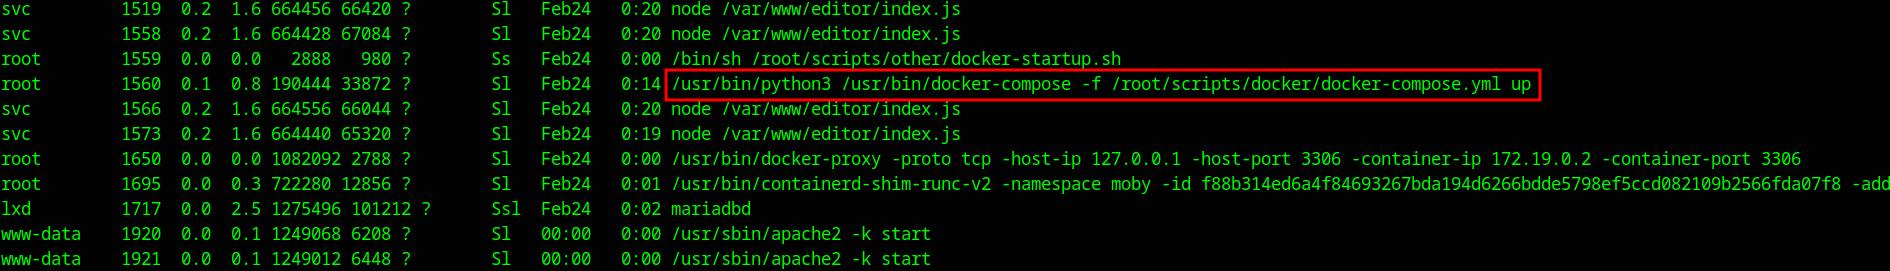 svc 1519 0.2 1.6 664456 66420 ? Sl Feb24 0:20 node /var/www/editor/index.js
svc 1558 0.2 1.6 664428 67084 ? Sl Feb24 0:20 node /var/www/editor/index.js
root 1559 0.0 0.0 2888 980 ? Ss Feb24 0:00 /bin/sh /root/scripts/other/docker-startup.sh
root 1560 0.1 0.8 190444 33872 ? Sl Feb24 0:14 /usr/bin/python3 /usr/bin/docker-compose -f /root/scripts/docker/docker-compose.yml up
svc 1566 0.2 1.6 664556 66044 ? Sl Feb24 0:20 node /var/www/editor/index.js
svc 1573 0.2 1.6 664440 65320 ? Sl Feb24 0:19 node /var/www/editor/index.js
root 1650 0.0 0.0 1082092 2788 ? Sl Feb24 0:00 /usr/bin/docker-proxy -proto tcp -host-ip 127.0.0.1 -host-port 3306 -container-ip 172.19.0.2 -container-port 3306
root 1695 0.0 0.3 722280 12856 ? Sl Feb24 0:01 /usr/bin/containerd-shim-runc-v2 -namespace moby -id f88b314ed6a4f84693267bda194d6266bdde5798ef5ccd082109b2566fda07f8 -add
lxd 1717 0.0 2.5 1275496 101212 ? Ssl Feb24 0:02 mariadbd
www-data 1920 0.0 0.1 1249068 6208 ? Sl 00:00 0:00 /usr/sbin/apache2 -k start
www-data 1921 0.0 0.1 1249012 6448 ? Sl 00:00 0:00 /usr/sbin/apache2 -k start